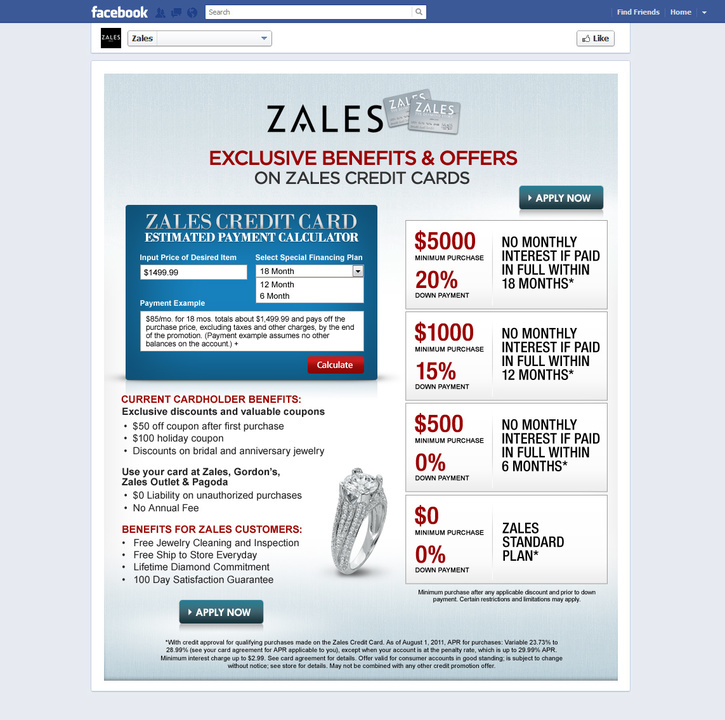 facebook
Search
Find Friends
Home
ZALES
Zales
Like
ZALES
ZALES
ZALES
EXCLUSIVE BENEFITS & OFFERS
ON ZALES CREDIT CARDS
APPLY NOW
ZALES CREDIT CARD
ESTIMATED PAYMENT CALCULATOR
Input Price of Desired Item
Select Special Financing Plan
$1499.99
18 Month
12 Month
6 Month
Payment Example
$85/mo. for 18 mos. totals about $1,499.99 and pays off the
purchase price, excluding taxes and other charges, by the end
of the promotion. (Payment example assumes no other
balances on the account.) +
Calculate
$5000
MINIMUM PURCHASE
20%
DOWN PAYMENT
NO MONTHLY
INTEREST IF PAID
IN FULL WITHIN
18 MONTHS*
$1000
MINIMUM PURCHASE
15%
DOWN PAYMENT
NO MONTHLY
INTEREST IF PAID
IN FULL WITHIN
12 MONTHS*
$500
MINIMUM PURCHASE
0%
DOWN PAYMENT
NO MONTHLY
INTEREST IF PAID
IN FULL WITHIN
6 MONTHS*
$0
MINIMUM PURCHASE
0%
DOWN PAYMENT
ZALES
STANDARD
PLAN*
Minimum purchase after any applicable discount and prior to down
payment. Certain restrictions and limitations may apply.
CURRENT CARDHOLDER BENEFITS:
Exclusive discounts and valuable coupons
• $50 off coupon after first purchase
• $100 holiday coupon
• Discounts on bridal and anniversary jewelry
Use your card at Zales, Gordon's,
Zales Outlet & Pagoda
• $0 Liability on unauthorized purchases
• No Annual Fee
BENEFITS FOR ZALES CUSTOMERS:
• Free Jewelry Cleaning and Inspection
• Free Ship to Store Everyday
• Lifetime Diamond Commitment
• 100 Day Satisfaction Guarantee
APPLY NOW
*With credit approval for qualifying purchases made on the Zales Credit Card. As of August 1, 2011, APR for purchases: Variable 23.73% to
28.99% (see your card agreement for APR applicable to you), except when your account is at the penalty rate, which is up to 29.99% APR.
Minimum interest charge up to $2.99. See card agreement for details. Offer valid for consumer accounts in good standing; is subject to change
without notice; see store for details. May not be combined with any other credit promotion offer.